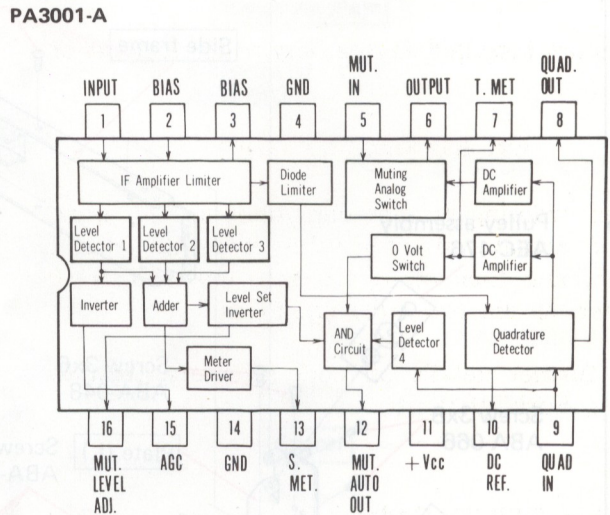 PA3001-A
INPUT BIAS BIAS GND MUT. IN OUTPUT T. MET QUAD. OUT
1 2 3 4 5 6 7 8
IF Amplifier Limiter
Diode Limiter
Muting Analog Switch
DC Amplifier
Level Detector 1
Level Detector 2
Level Detector 3
O Volt Switch
DC Amplifier
Inverter
Adder
Level Set Inverter
AND Circuit
Level Detector 4
Quadrature Detector
Meter Driver
16 15 14 13 12 11 10 9
MUT. LEVEL ADJ.
AGC
GND
S. MET.
MUT. AUTO OUT
+Vcc
DC REF.
QUAD IN